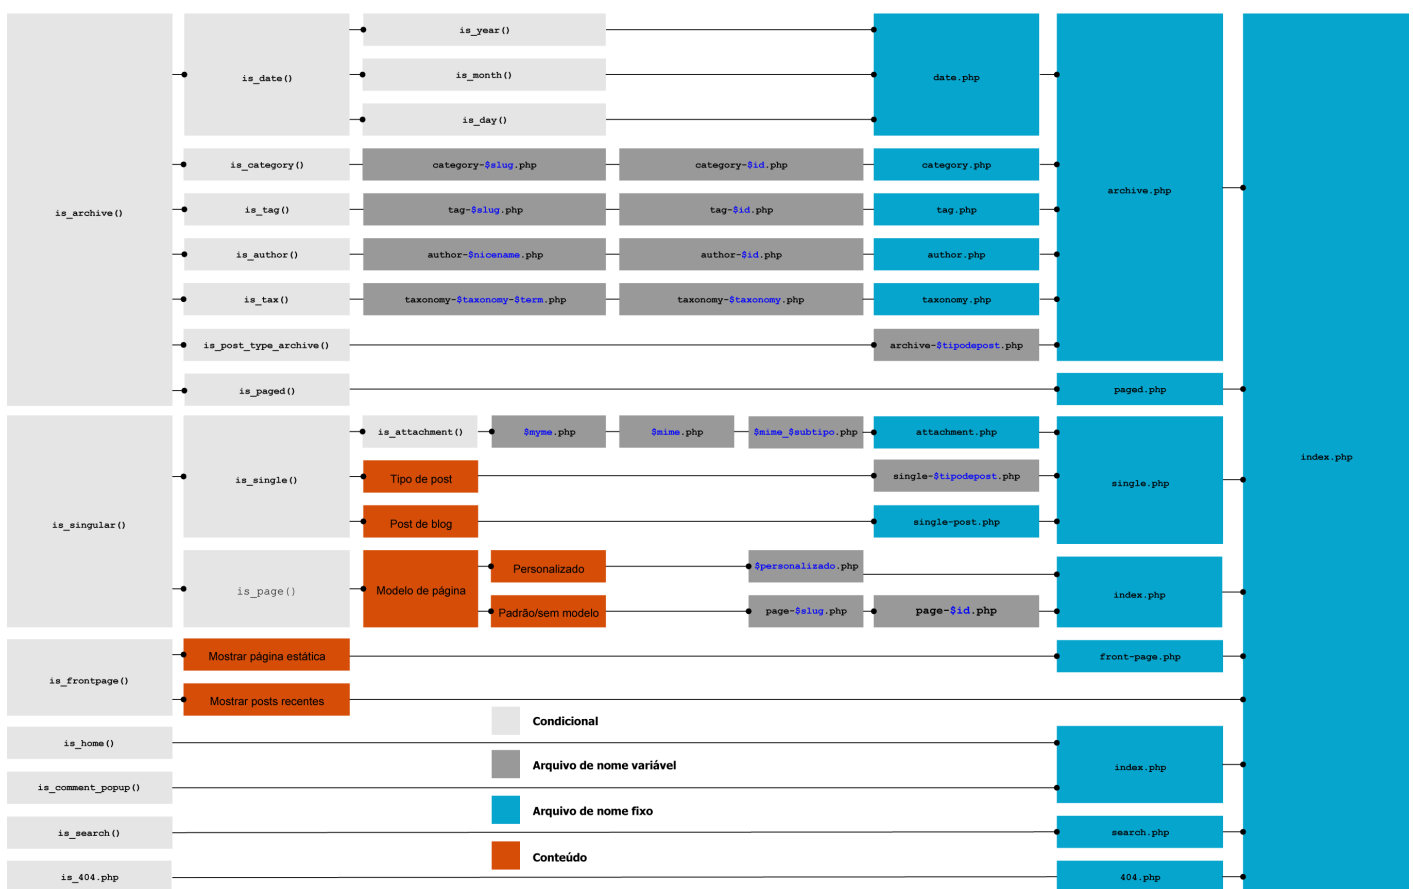 is_year()
is_date()
is_month()
date.php
is_day()
is_category()
category-$slug.php
category-$id.php
category.php
archive.php
is_archive()
is_tag()
tag-$slug.php
tag-$id.php
tag.php
is_author()
author-$nicename.php
author-$id.php
author.php
is_tax()
taxonomy-$taxonomy-$term.php
taxonomy-$taxonomy.php
taxonomy.php
is_post_type_archive()
archive-$tipodepost.php
is_paged()
paged.php
is_attachment()
$myme.php
$mime.php
$mime_$subtipo.php
attachment.php
index.php
is_single()
Tipo de post
single-$tipodepost.php
single.php
is_singular()
Post de blog
single-post.php
Personalizado
$personalizado.php
is_page()
Modelo de página
index.php
Padrão/sem modelo
page-$slug.php
page-$id.php
Mostrar página estática
front-page.php
is_frontpage()
Mostrar posts recentes
Condicional
is_home()
Arquivo de nome variável
index.php
is_comment_popup()
Arquivo de nome fixo
is_search()
search.php
Conteúdo
is_404.php
404.php